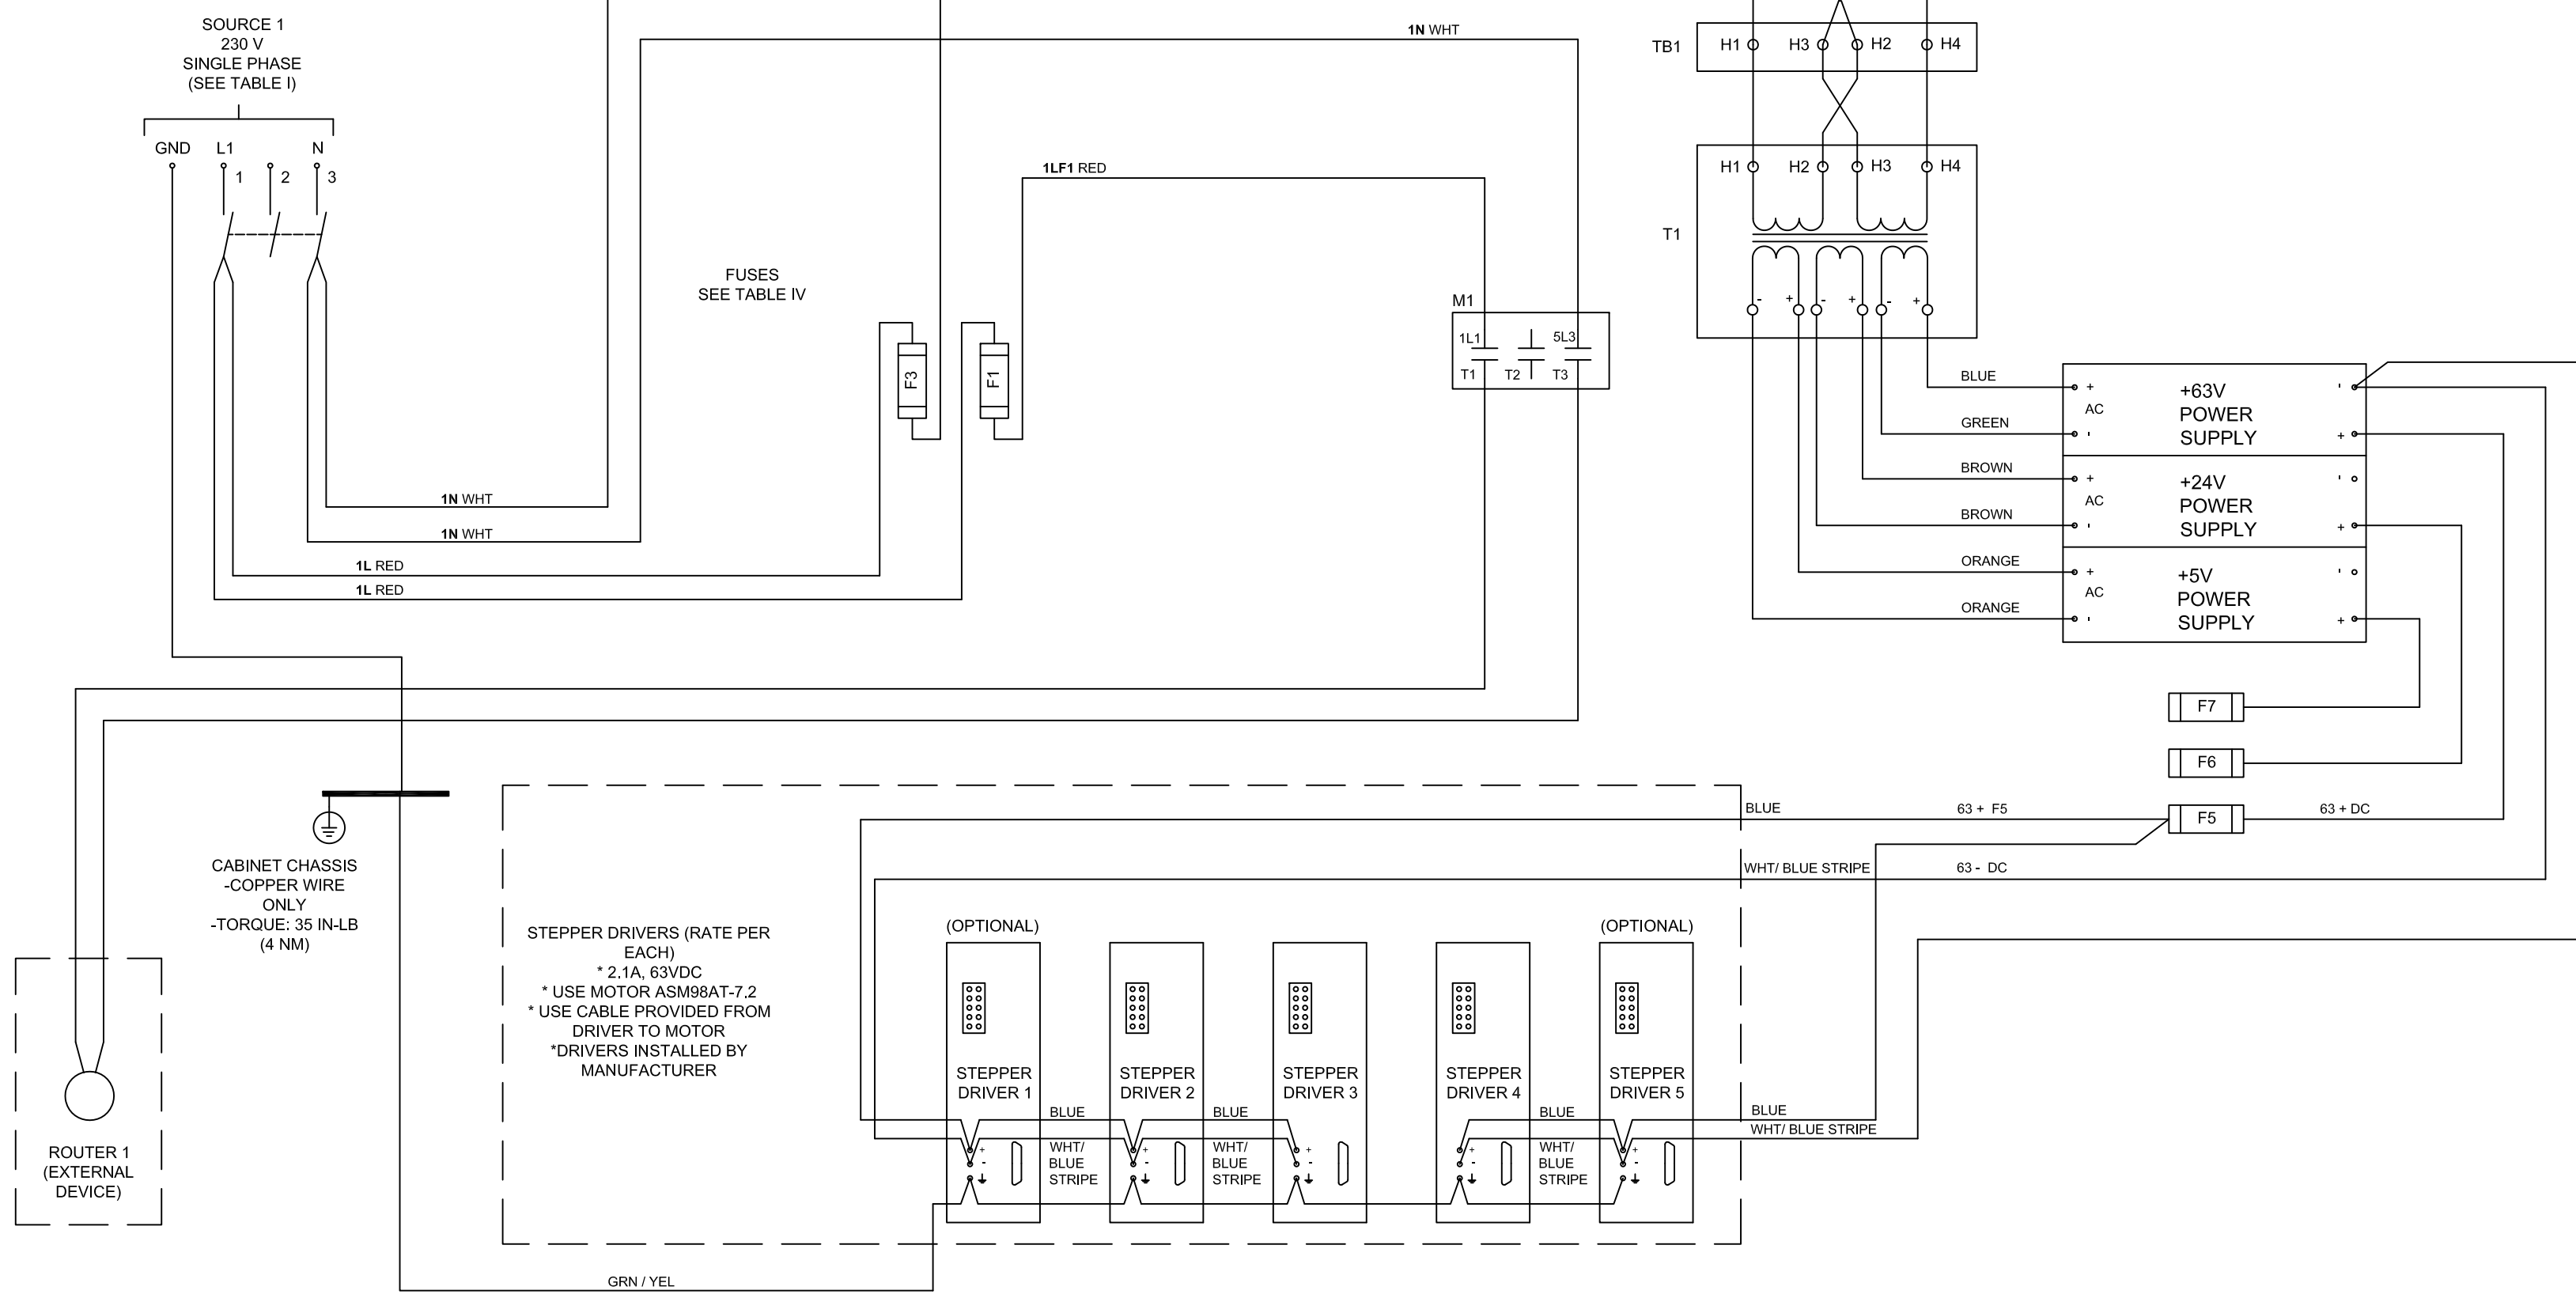 SOURCE 1
230 V
SINGLE PHASE
(SEE TABLE I)
GND L1 N
1 2 3
1N WHT
TB1 H1 H3 H2 H4
1LF1 RED
H1 H2 H3 H4
T1
- + - + - +
FUSES
SEE TABLE IV
F3
F1
M1
1L1 5L3
T1 T2 T3
1N WHT
1N WHT
1L RED
1L RED
BLUE
GREEN
BROWN
BROWN
ORANGE
ORANGE
+ AC -
+63V
POWER
SUPPLY
- +
+ AC -
+24V
POWER
SUPPLY
- +
+ AC -
+5V
POWER
SUPPLY
- +
F7
F6
BLUE 63 + F5 F5 63 + DC
WHT/ BLUE STRIPE 63 - DC
CABINET CHASSIS
-COPPER WIRE
ONLY
-TORQUE: 35 IN-LB
(4 NM)
STEPPER DRIVERS (RATE PER
EACH)
* 2.1A, 63VDC
* USE MOTOR ASM98AT-7.2
* USE CABLE PROVIDED FROM
DRIVER TO MOTOR
*DRIVERS INSTALLED BY
MANUFACTURER
(OPTIONAL)
(OPTIONAL)
STEPPER
DRIVER 1
STEPPER
DRIVER 2
STEPPER
DRIVER 3
STEPPER
DRIVER 4
STEPPER
DRIVER 5
BLUE
WHT/
BLUE
STRIPE
BLUE
WHT/
BLUE
STRIPE
BLUE
WHT/
BLUE
STRIPE
BLUE
WHT/ BLUE STRIPE
+
-
+
-
+
-
+
-
+
-
ROUTER 1
(EXTERNAL
DEVICE)
GRN / YEL